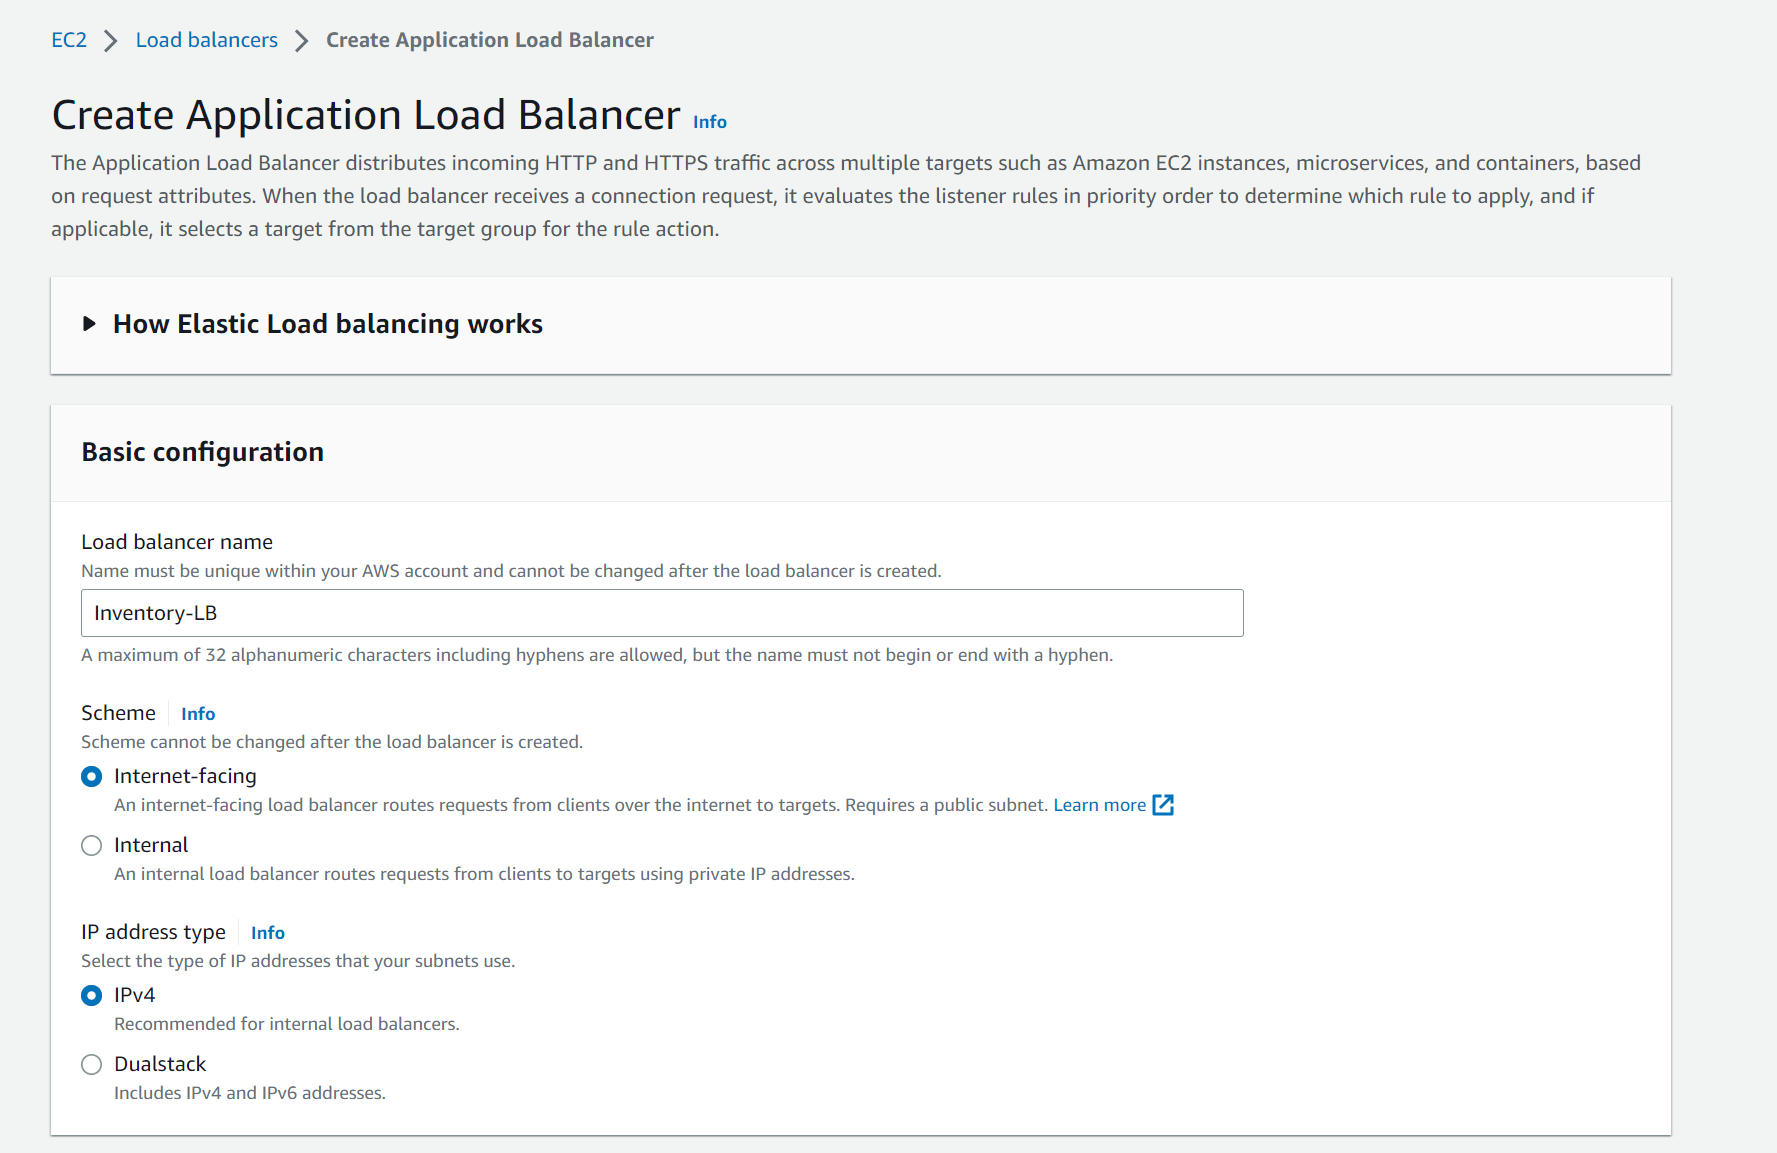 EC2 > Load balancers > Create Application Load Balancer
Create Application Load Balancer Info
The Application Load Balancer distributes incoming HTTP and HTTPS traffic across multiple targets such as Amazon EC2 instances, microservices, and containers, based
on request attributes. When the load balancer receives a connection request, it evaluates the listener rules in priority order to determine which rule to apply, and if
applicable, it selects a target from the target group for the rule action.
How Elastic Load balancing works
Basic configuration
Load balancer name
Name must be unique within your AWS account and cannot be changed after the load balancer is created.
Inventory-LB
A maximum of 32 alphanumeric characters including hyphens are allowed, but the name must not begin or end with a hyphen.
Scheme Info
Scheme cannot be changed after the load balancer is created.
Internet-facing
An internet-facing load balancer routes requests from clients over the internet to targets. Requires a public subnet. Learn more
Internal
An internal load balancer routes requests from clients to targets using private IP addresses.
IP address type Info
Select the type of IP addresses that your subnets use.
IPv4
Recommended for internal load balancers.
Dualstack
Includes IPv4 and IPv6 addresses.